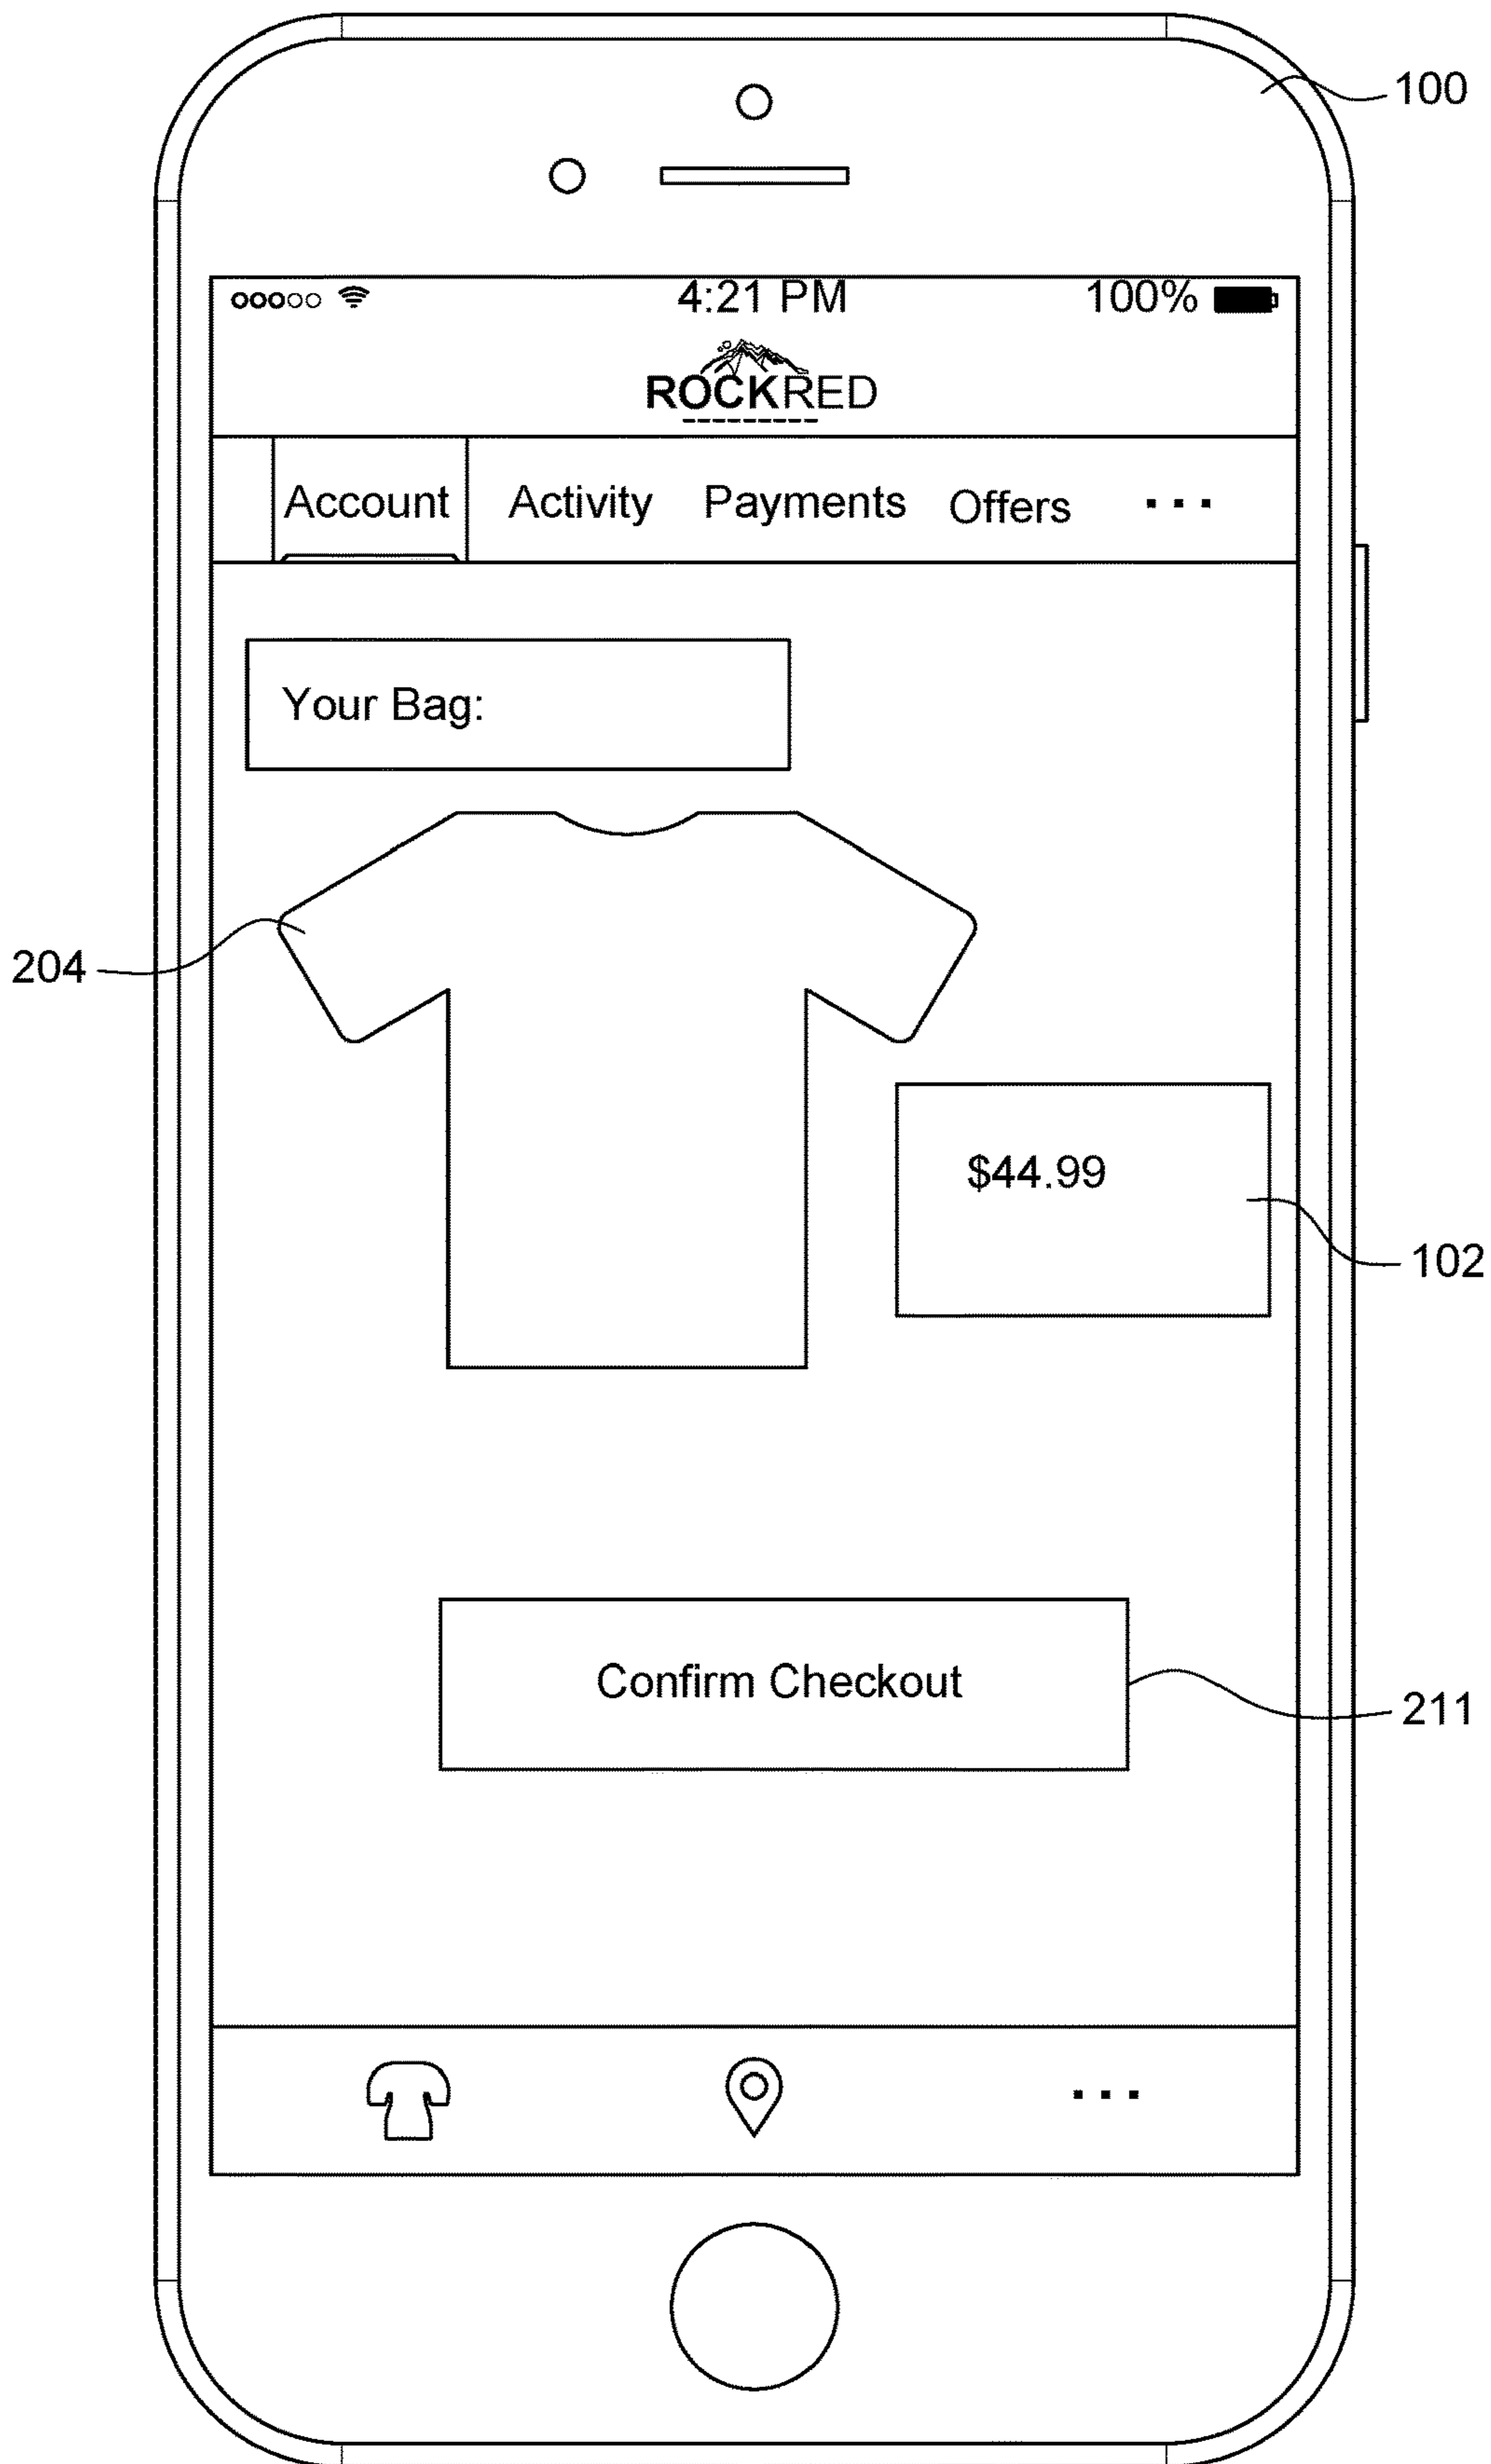 100
4:21 PM 100%
ROCKRED
Account Activity Payments Offers ...
Your Bag:
204
$44.99
102
Confirm Checkout
211
...